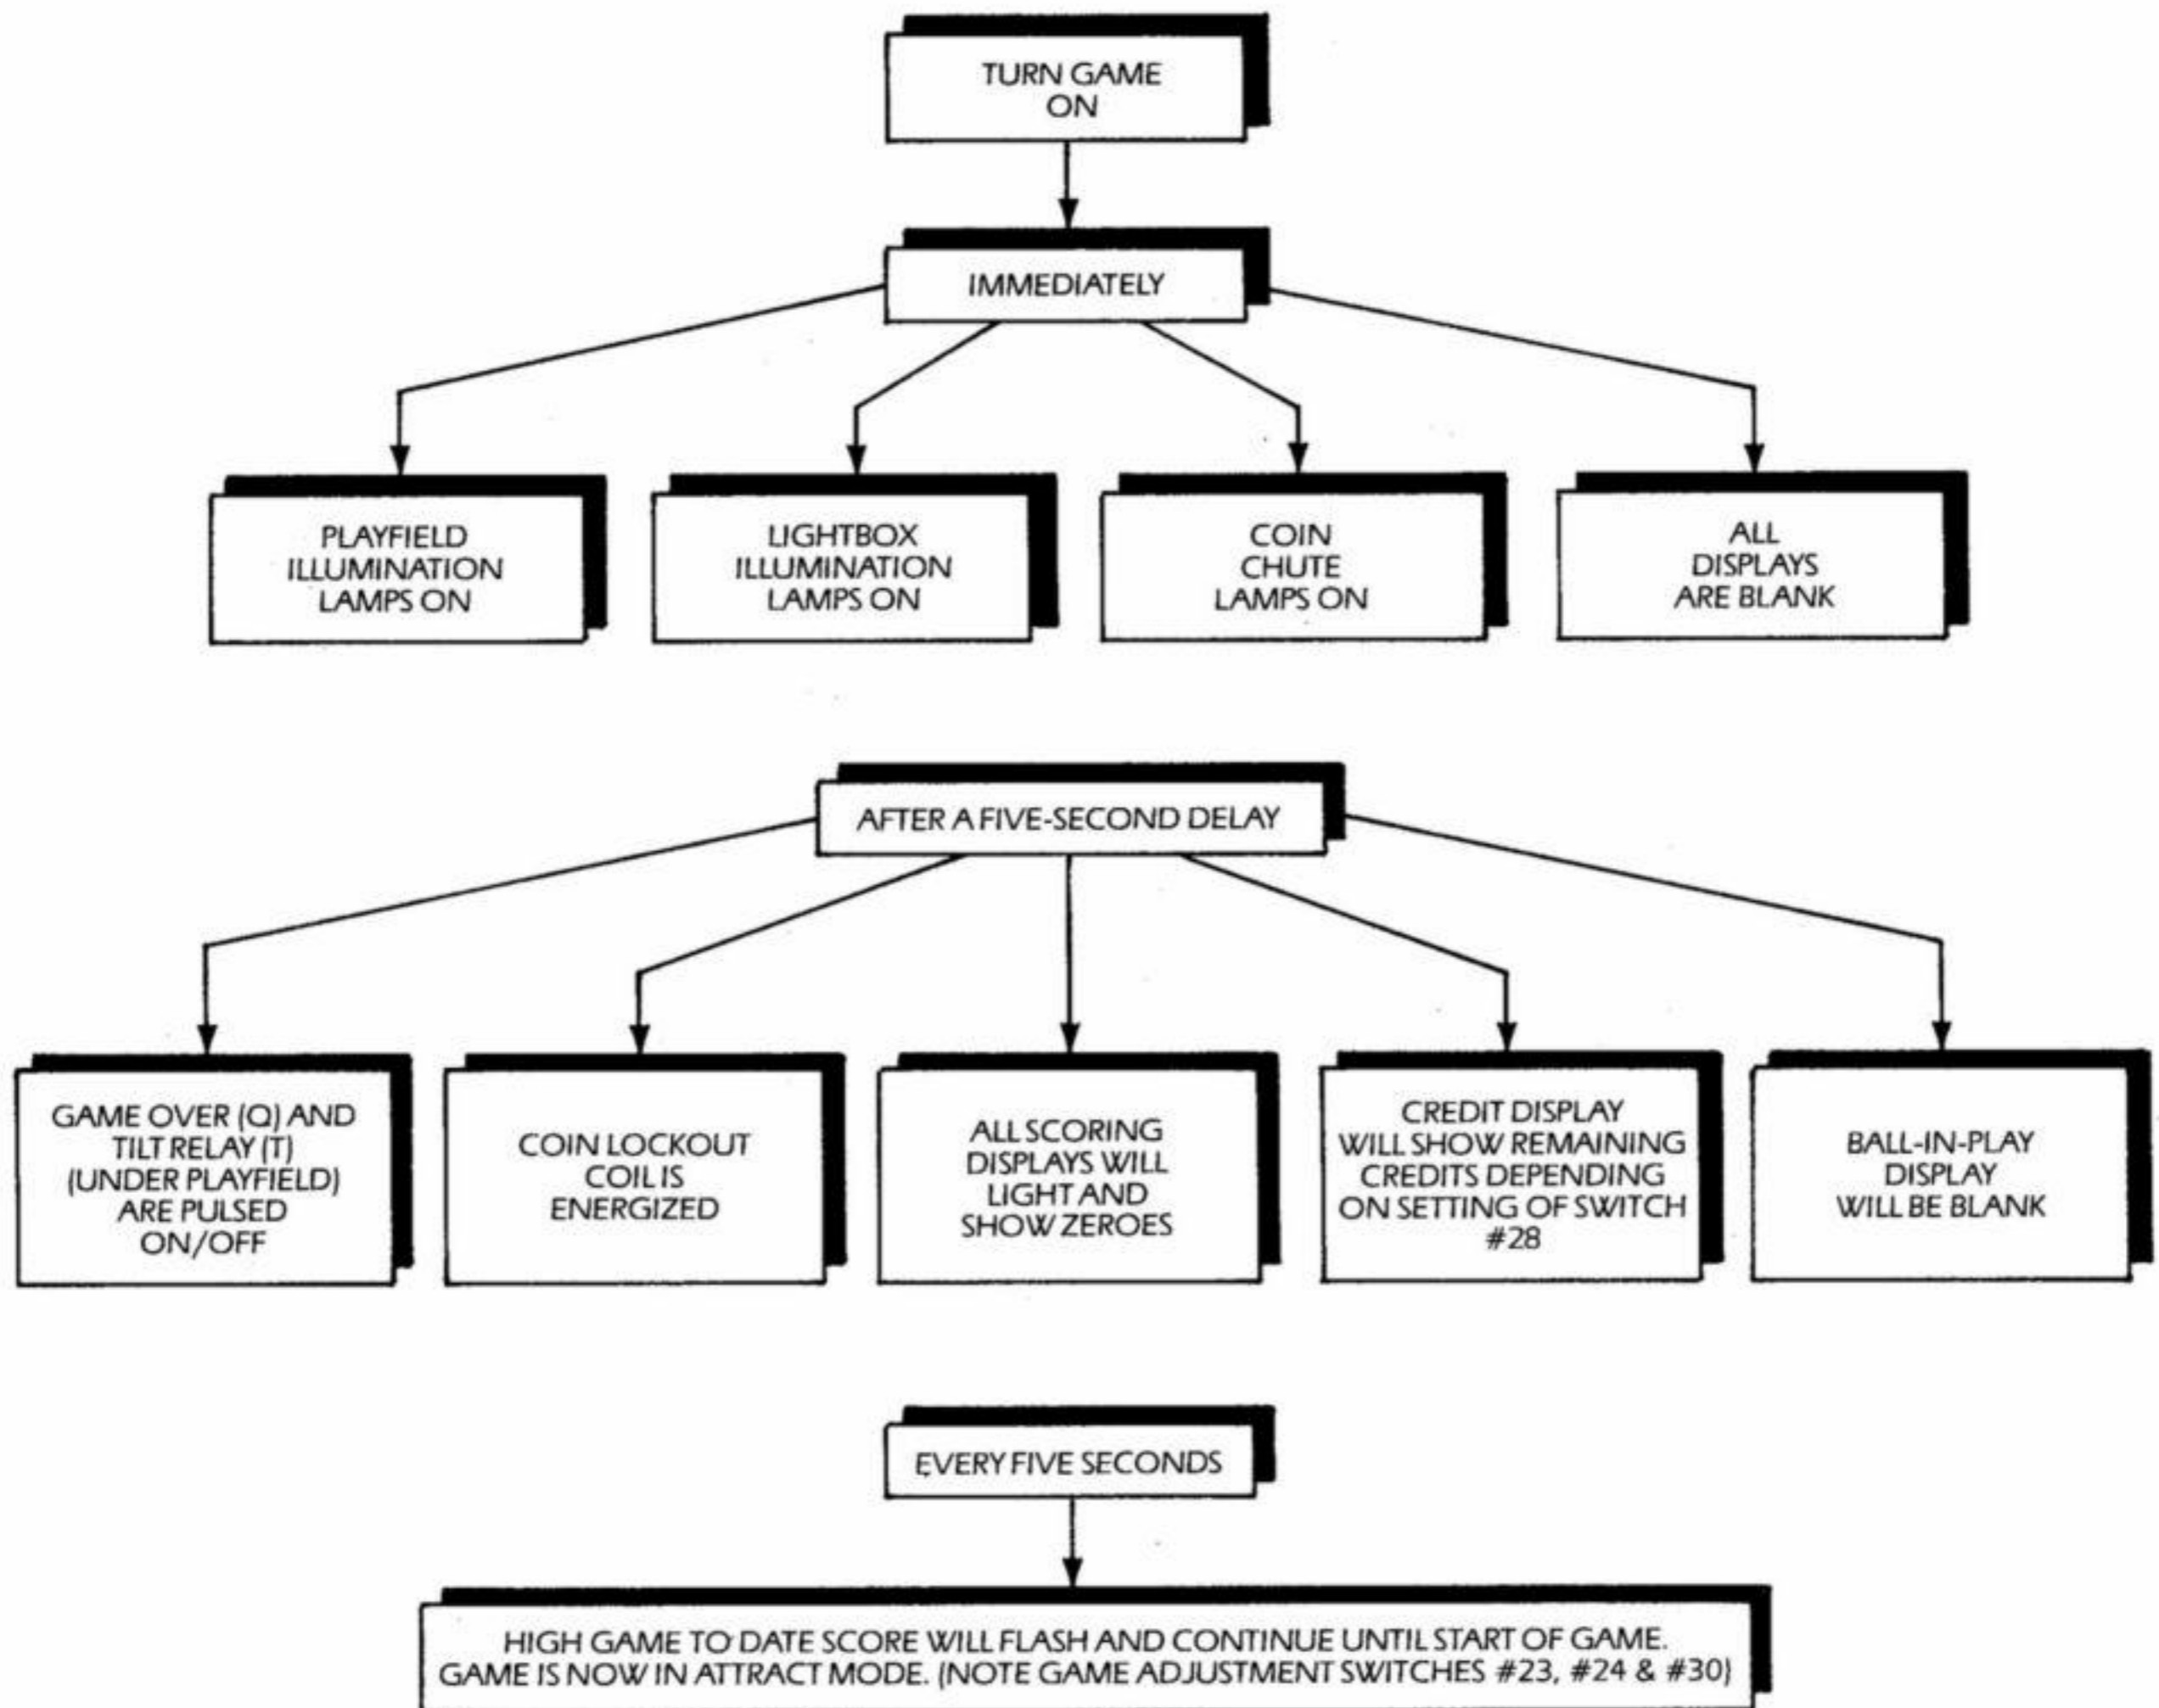 TURN GAME
ON
IMMEDIATELY
PLAYFIELD
ILLUMINATION
LAMPS ON
LIGHTBOX
ILLUMINATION
LAMPS ON
COIN
CHUTE
LAMPS ON
ALL
DISPLAYS
ARE BLANK
AFTER A FIVE-SECOND DELAY
GAME OVER (Q) AND
TILT RELAY (T)
(UNDER PLAYFIELD)
ARE PULSED
ON/OFF
COIN LOCKOUT
COIL IS
ENERGIZED
ALL SCORING
DISPLAYS WILL
LIGHT AND
SHOW ZEROES
CREDIT DISPLAY
WILL SHOW REMAINING
CREDITS DEPENDING
ON SETTING OF SWITCH
#28
BALL-IN-PLAY
DISPLAY
WILL BE BLANK
EVERY FIVE SECONDS
HIGH GAME TO DATE SCORE WILL FLASH AND CONTINUE UNTIL START OF GAME.
GAME IS NOW IN ATTRACT MODE. (NOTE GAME ADJUSTMENT SWITCHES #23, #24 & #30)